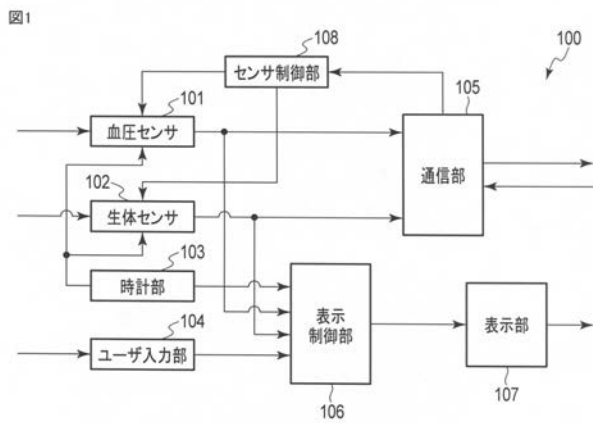 図1
108
100
センサ制御部
101
105
血圧センサ
102
通信部
生体センサ
103
時計部
表示
制御部
表示部
104
ユーザ入力部
106
107